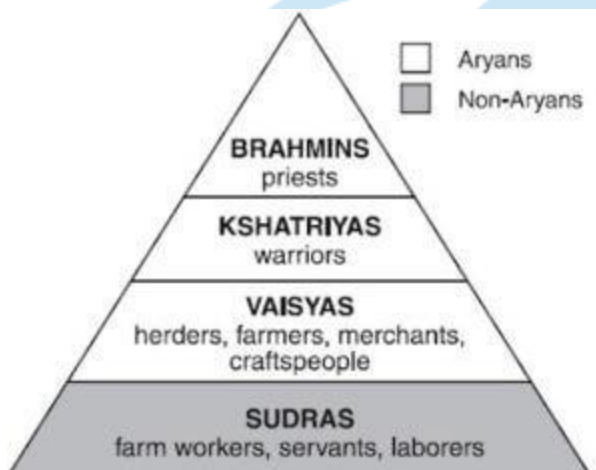 Aryans
Non-Aryans
BRAHMINS
priests
KSHATRIYAS
warriors
VAISYAS
herders, farmers, merchants,
craftspeople
SUDRAS
farm workers, servants, laborers